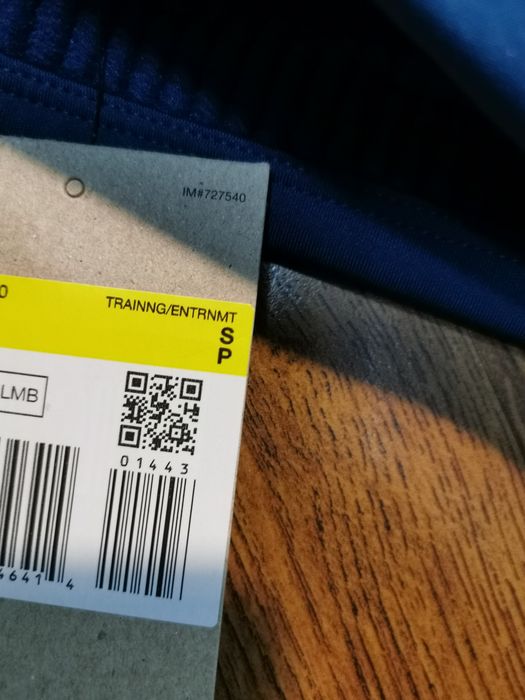 IM#727540
0
TRAINNG/ENTRNMT
S
P
LMB
01443
4641 4